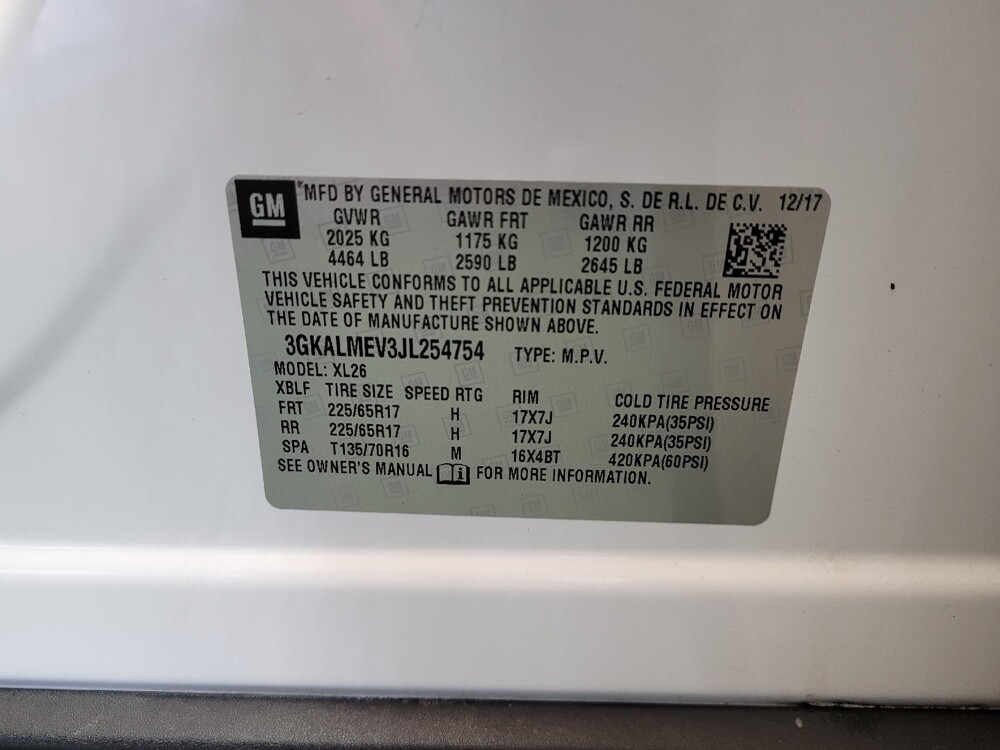 GM MFD BY GENERAL MOTORS DE MEXICO, S. DE R.L. DE C.V. 12/17
GVWR GAWR FRT GAWR RR
2025 KG 1175 KG 1200 KG
4464 LB 2590 LB 2645 LB
THIS VEHICLE CONFORMS TO ALL APPLICABLE U.S. FEDERAL MOTOR
VEHICLE SAFETY AND THEFT PREVENTION STANDARDS IN EFFECT ON
THE DATE OF MANUFACTURE SHOWN ABOVE.
3GKALMEV3JL254754 TYPE: M.P.V.
MODEL: XL26
XBLF TIRE SIZE SPEED RTG RIM COLD TIRE PRESSURE
FRT 225/65R17 H 17X7J 240KPA(35PSI)
RR 225/65R17 H 17X7J 240KPA(35PSI)
SPA T135/70R16 M 16X4BT 420KPA(60PSI)
SEE OWNER'S MANUAL i FOR MORE INFORMATION.